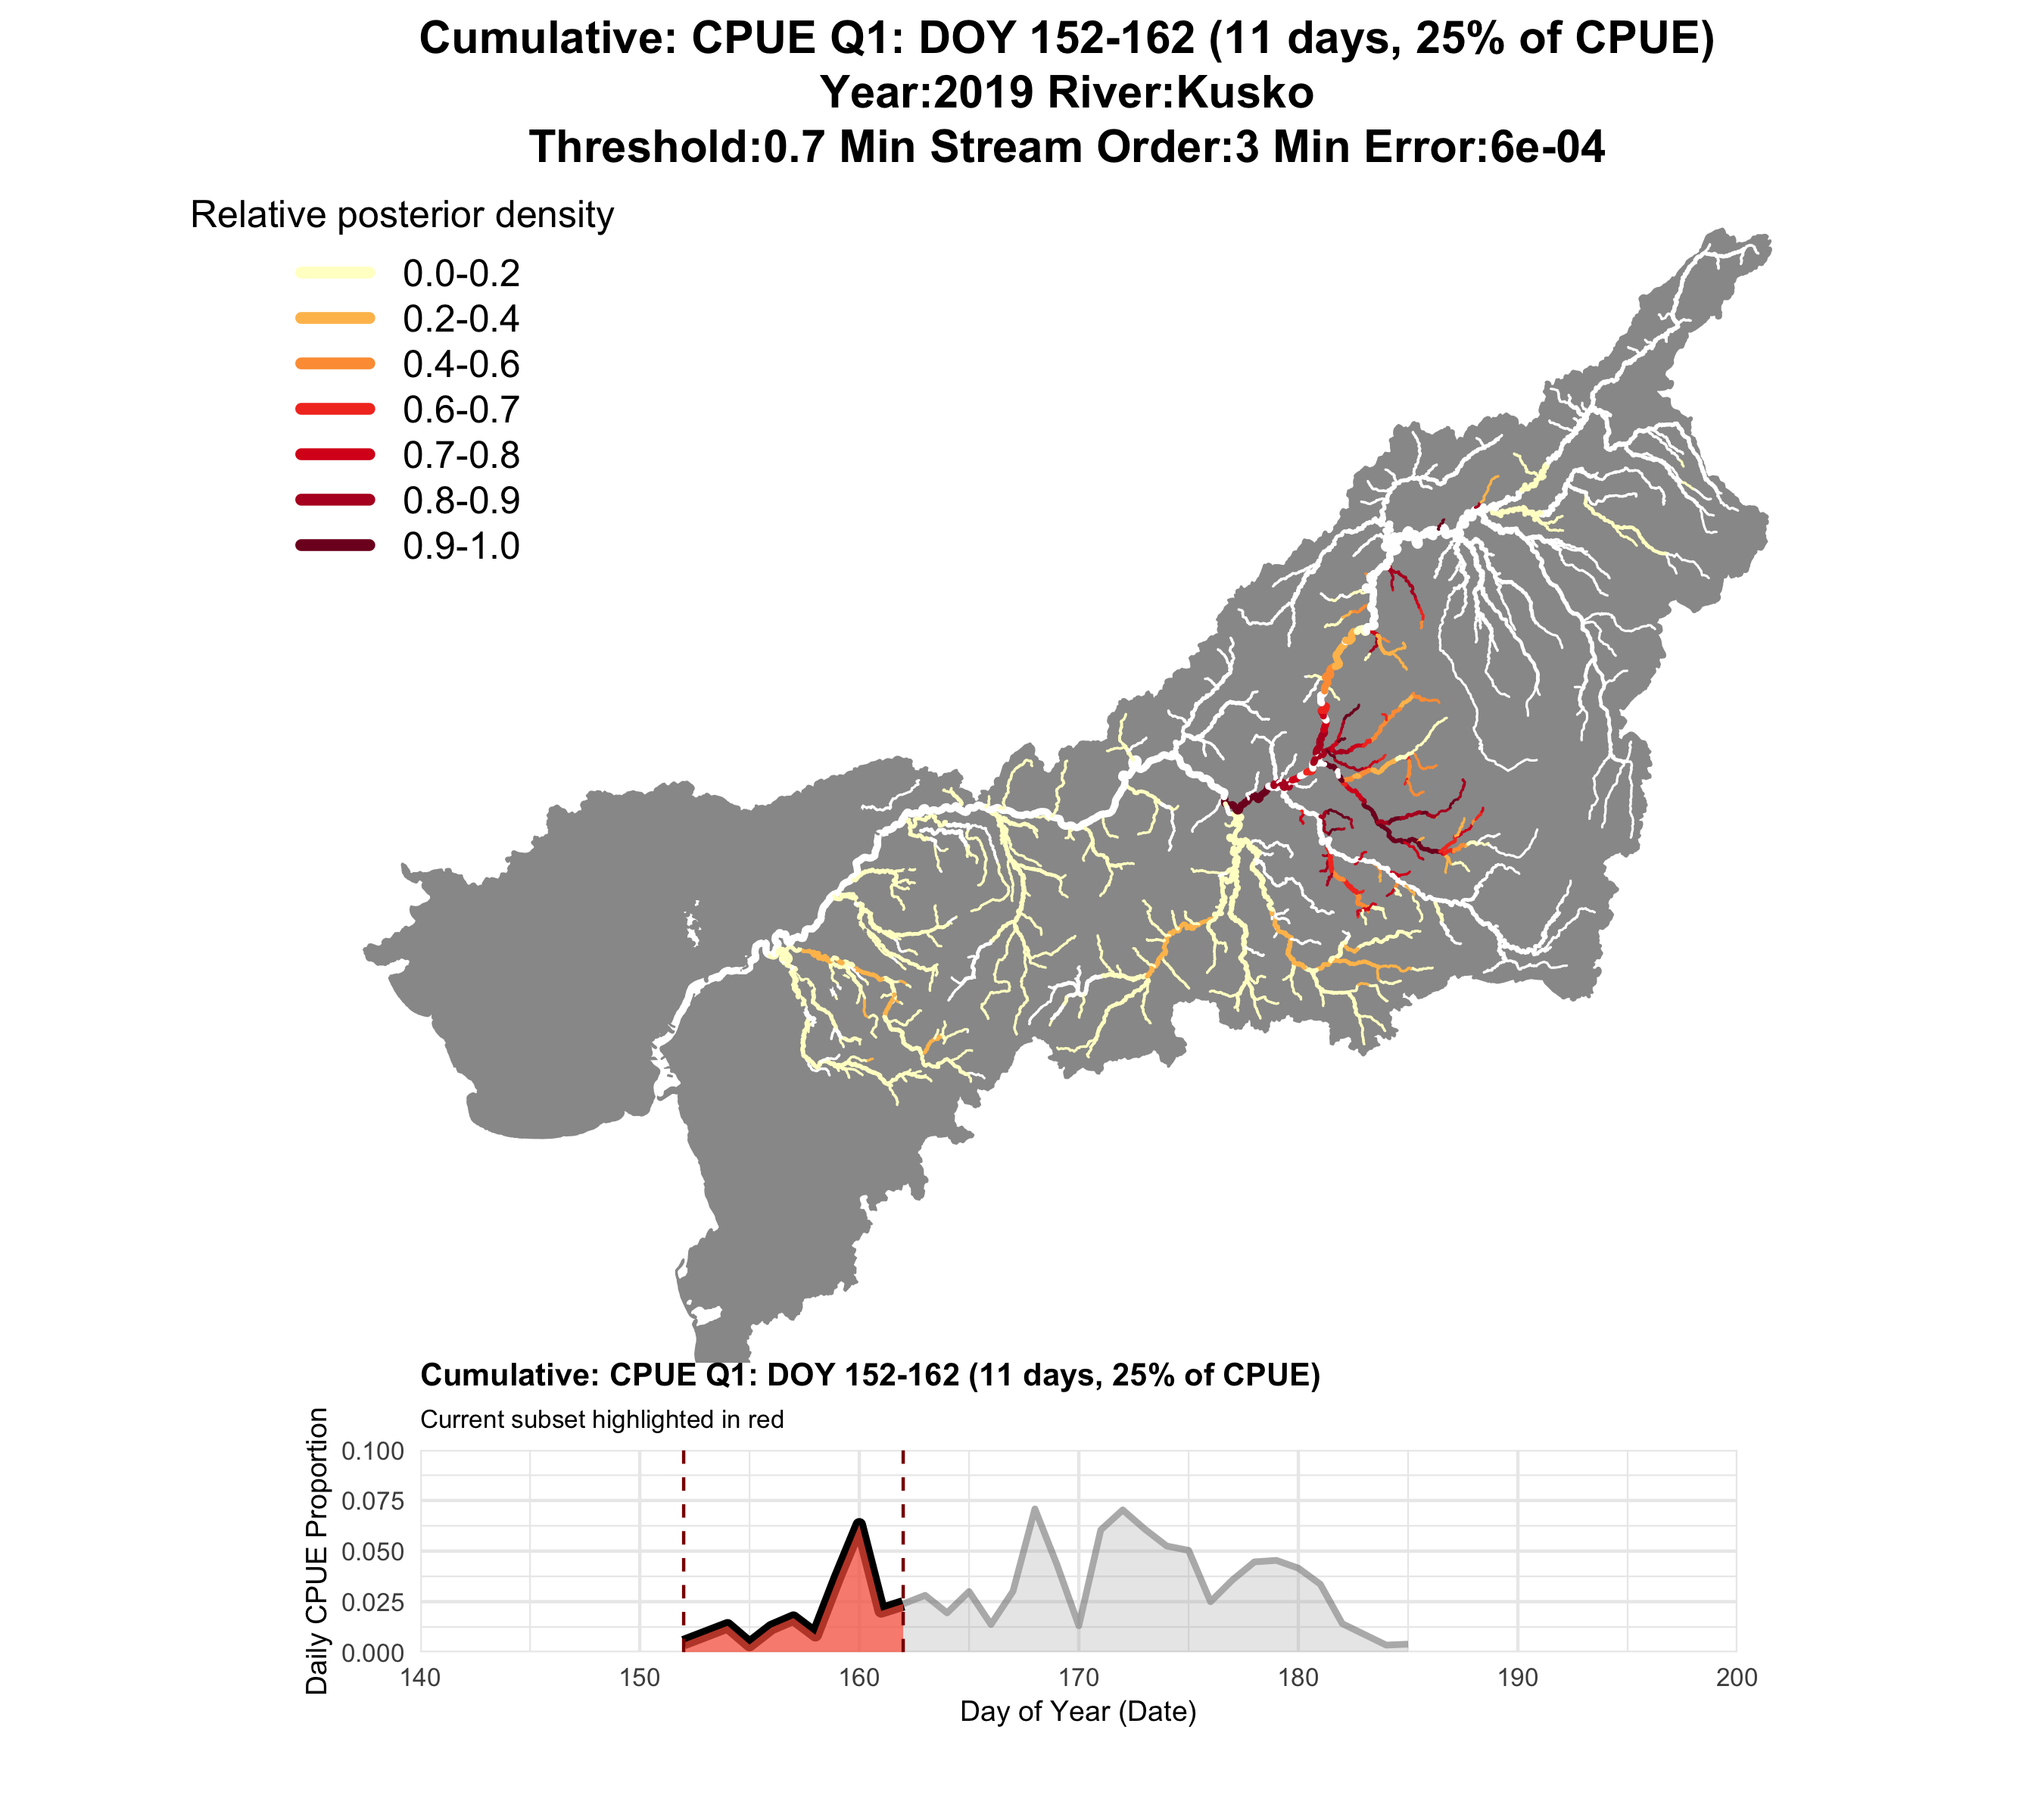 Cumulative: CPUE Q1: DOY 152-162 (11 days, 25% of CPUE)
Year:2019 River:Kusko
Threshold:0.7 Min Stream Order:3 Min Error:6e-04
Relative posterior density
0.0-0.2
0.2-0.4
0.4-0.6
0.6-0.7
0.7-0.8
0.8-0.9
0.9-1.0
Cumulative: CPUE Q1: DOY 152-162 (11 days, 25% of CPUE)
Current subset highlighted in red
Daily CPUE Proportion
0.100
0.075
0.050
0.025
0.000
140 150 160 170 180 190 200
Day of Year (Date)